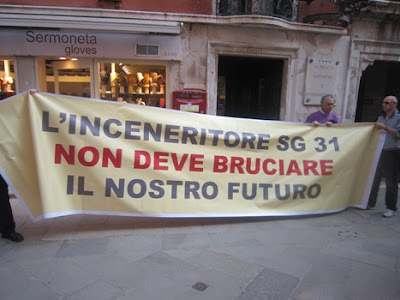 Sermoneta
gloves
L'INCENERITORE SG 31
NON DEVE BRUCIARE
IL NOSTRO FUTURO